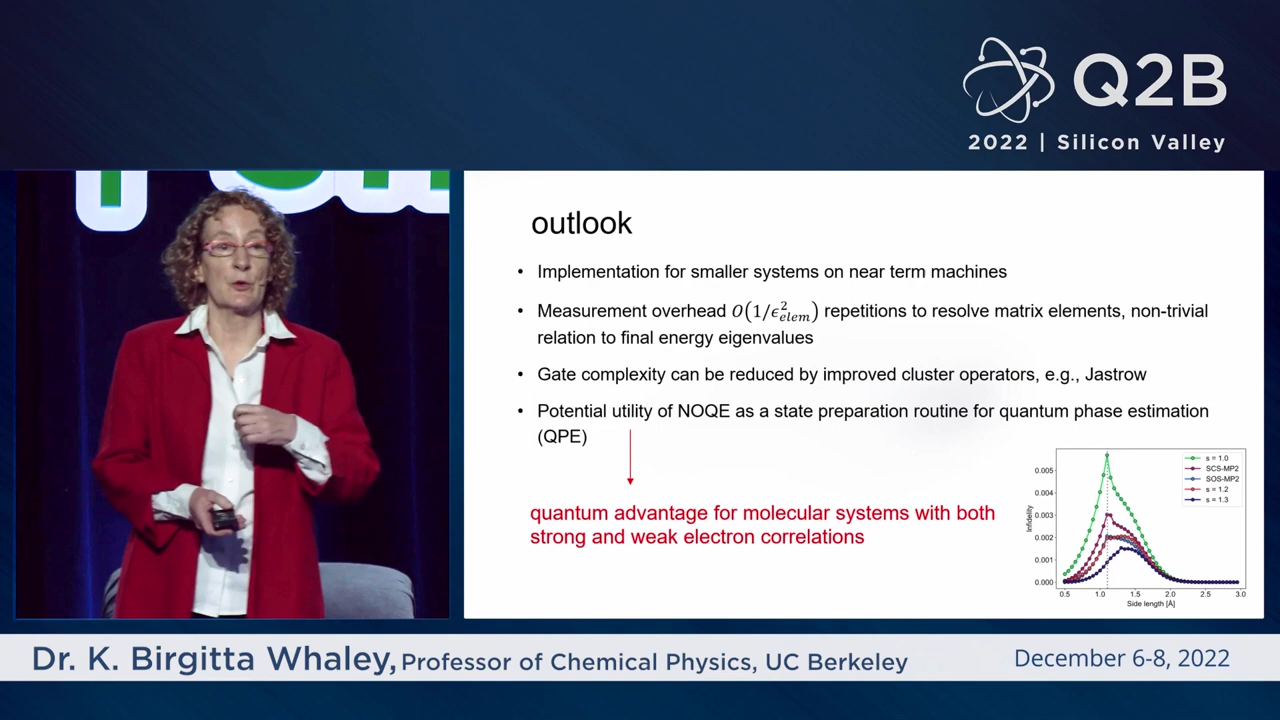 Q2B
2022 | Silicon Valley
outlook
• Implementation for smaller systems on near term machines
• Measurement overhead O(1/ϵ²_elem) repetitions to resolve matrix elements, non-trivial
relation to final energy eigenvalues
• Gate complexity can be reduced by improved cluster operators, e.g., Jastrow
• Potential utility of NOQE as a state preparation routine for quantum phase estimation
(QPE)
quantum advantage for molecular systems with both
strong and weak electron correlations
s = 1.0
SCS-MP2
SOS-MP2
s = 1.2
s = 1.3
Infidelity
0.005
0.004
0.003
0.002
0.001
0.000
0.5 1.0 1.5 2.0 2.5 3.0
Side length [Å]
Dr. K. Birgitta Whaley, Professor of Chemical Physics, UC Berkeley
December 6-8, 2022